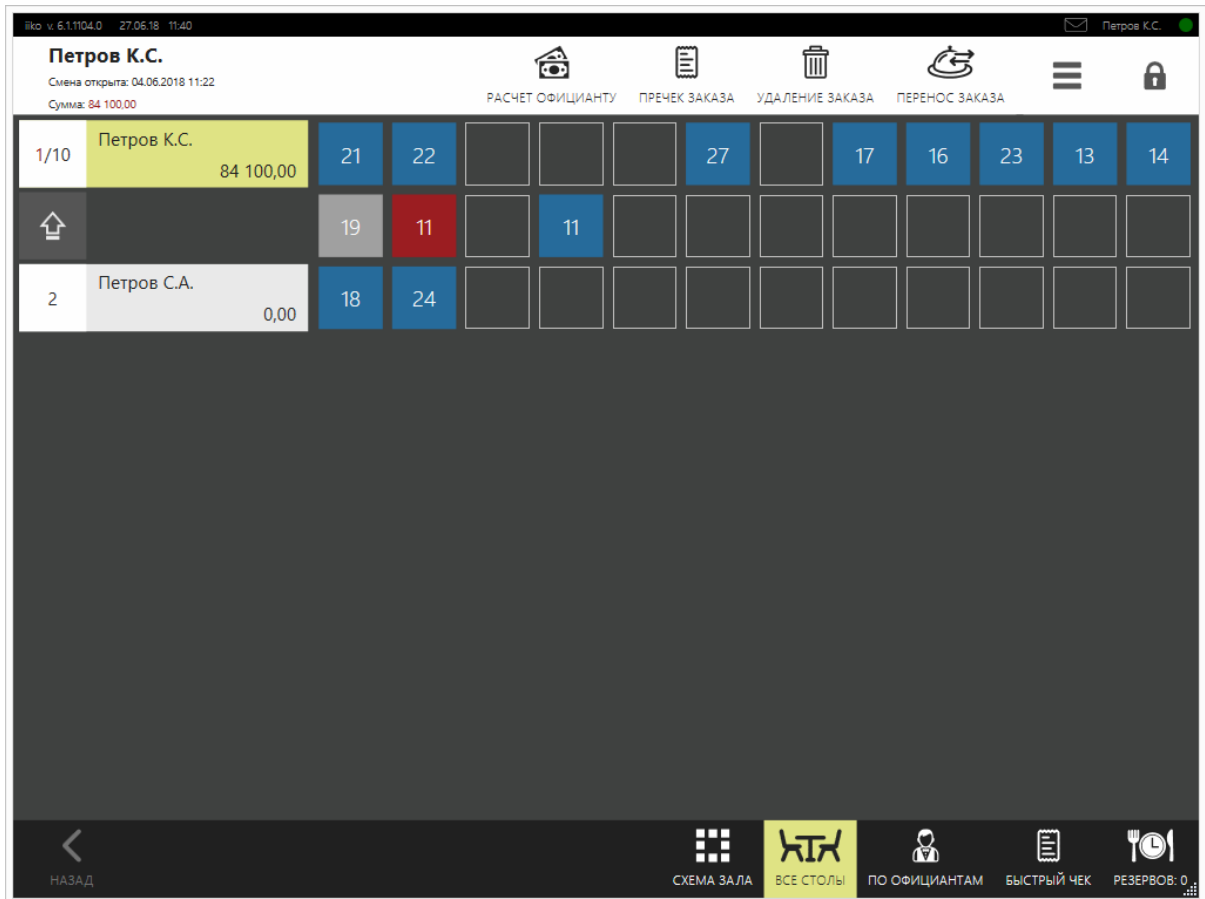 iiko v. 6.1.1104.0 27.06.18 11:40 Петров К.С.
Петров К.С.
Смена открыта: 04.06.2018 11:22
Сумма: 84 100,00
РАСЧЕТ ОФИЦИАНТУ ПРЕЧЕК ЗАКАЗА УДАЛЕНИЕ ЗАКАЗА ПЕРЕНОС ЗАКАЗА
1/10 Петров К.С. 84 100,00 21 22 27 17 16 23 13 14
19 11 11
2 Петров С.А. 0,00 18 24
НАЗАД СХЕМА ЗАЛА ВСЕ СТОЛЫ ПО ОФИЦИАНТАМ БЫСТРЫЙ ЧЕК РЕЗЕРВОВ: 0